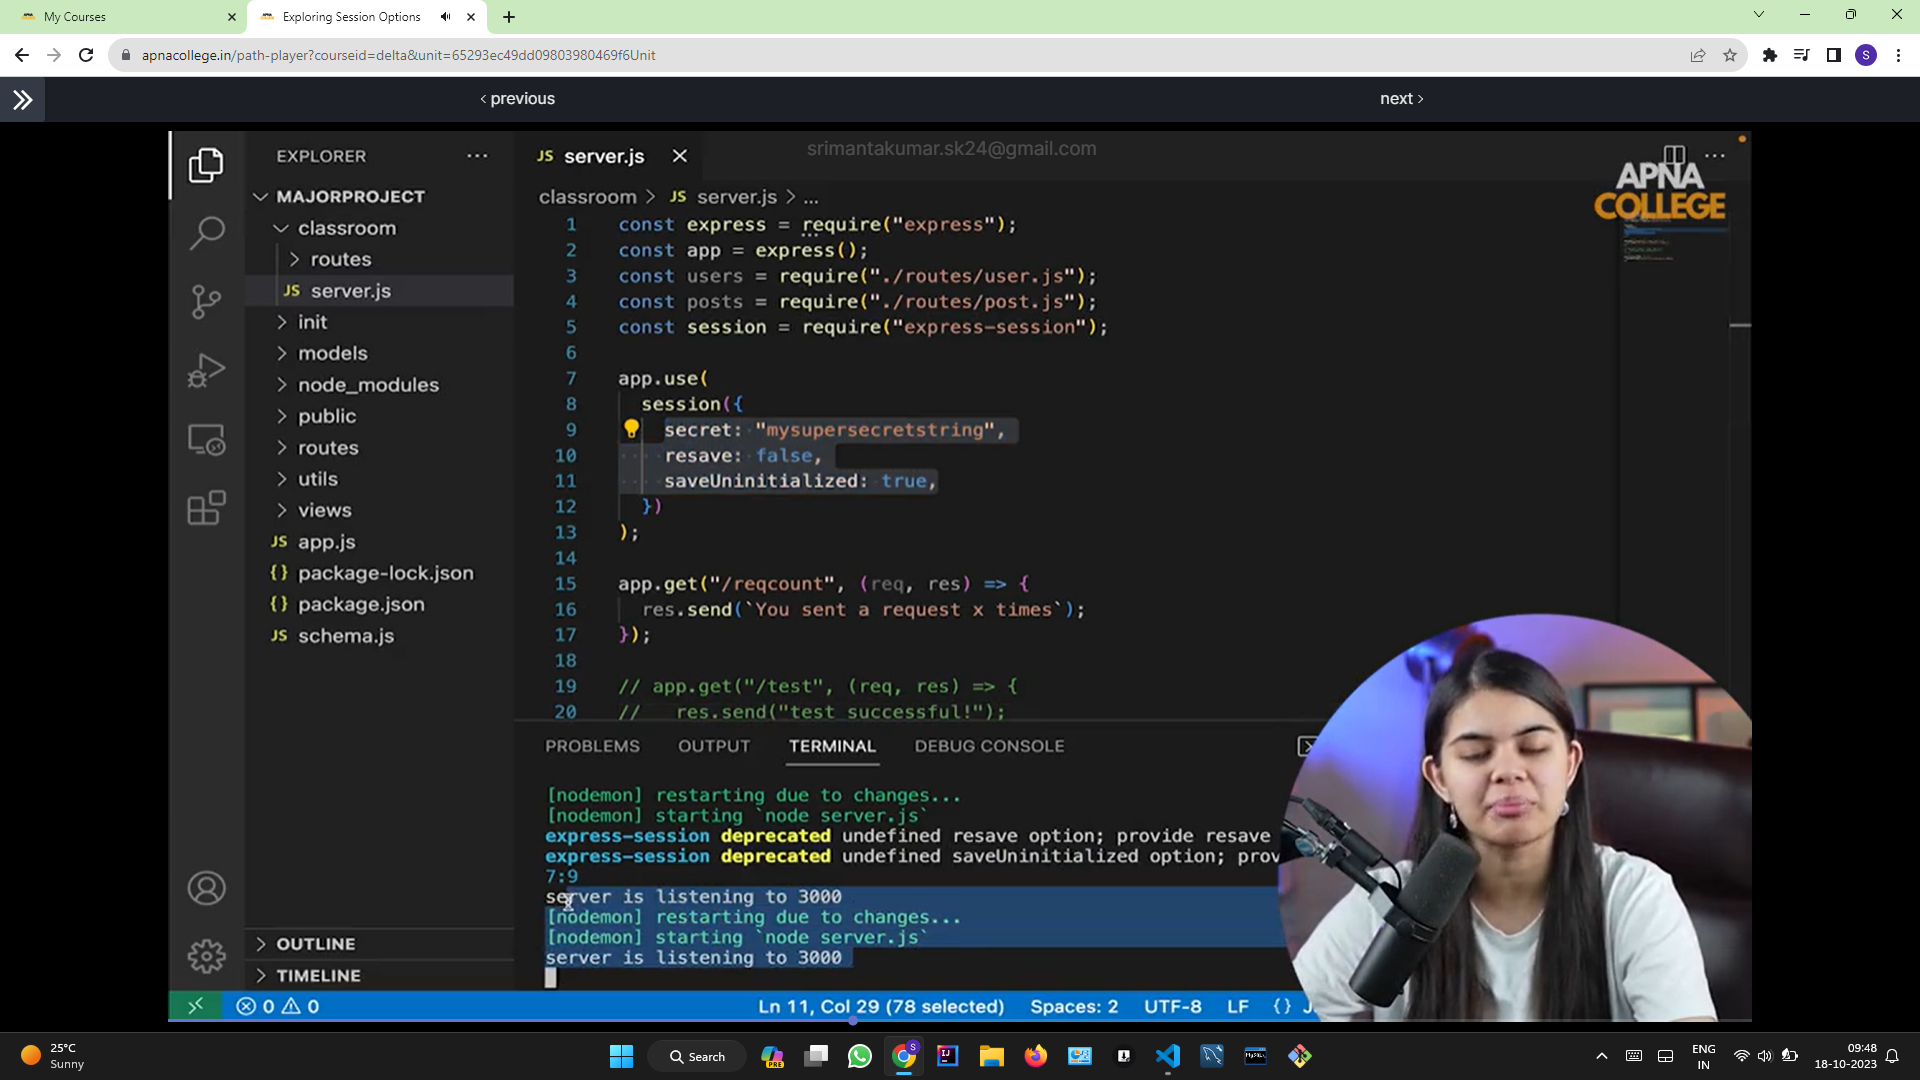 My Courses
Exploring Session Options
apnacollege.in/path-player?courseid=delta&unit=65293ec49dd09803980469f6Unit
S
‹ previous
next ›
EXPLORER
MAJORPROJECT
classroom
routes
JS server.js
init
models
node_modules
public
routes
utils
views
JS app.js
{} package-lock.json
{} package.json
JS schema.js
OUTLINE
TIMELINE
JS server.js
srimantakumar.sk24@gmail.com
APNA
COLLEGE
classroom > JS server.js > ...
1 const express = require("express");
2 const app = express();
3 const users = require("./routes/user.js");
4 const posts = require("./routes/post.js");
5 const session = require("express-session");
6
7 app.use(
8 session({
9 secret: "mysupersecretstring",
10 resave: false,
11 saveUninitialized: true,
12 })
13 );
14
15 app.get("/reqcount", (req, res) => {
16 res.send(`You sent a request x times`);
17 });
18
19 // app.get("/test", (req, res) => {
20 // res.send("test successful!");
PROBLEMS OUTPUT TERMINAL DEBUG CONSOLE
[nodemon] restarting due to changes...
[nodemon] starting `node server.js`
express-session deprecated undefined resave option; provide resave
express-session deprecated undefined saveUninitialized option; prov
7:9
server is listening to 3000
[nodemon] restarting due to changes...
[nodemon] starting `node server.js`
server is listening to 3000
0 0
Ln 11, Col 29 (78 selected) Spaces: 2 UTF-8 LF {} J
25°C
Sunny
Search
PRE
S
IJ
MySQL
ENG
IN
09:48
18-10-2023